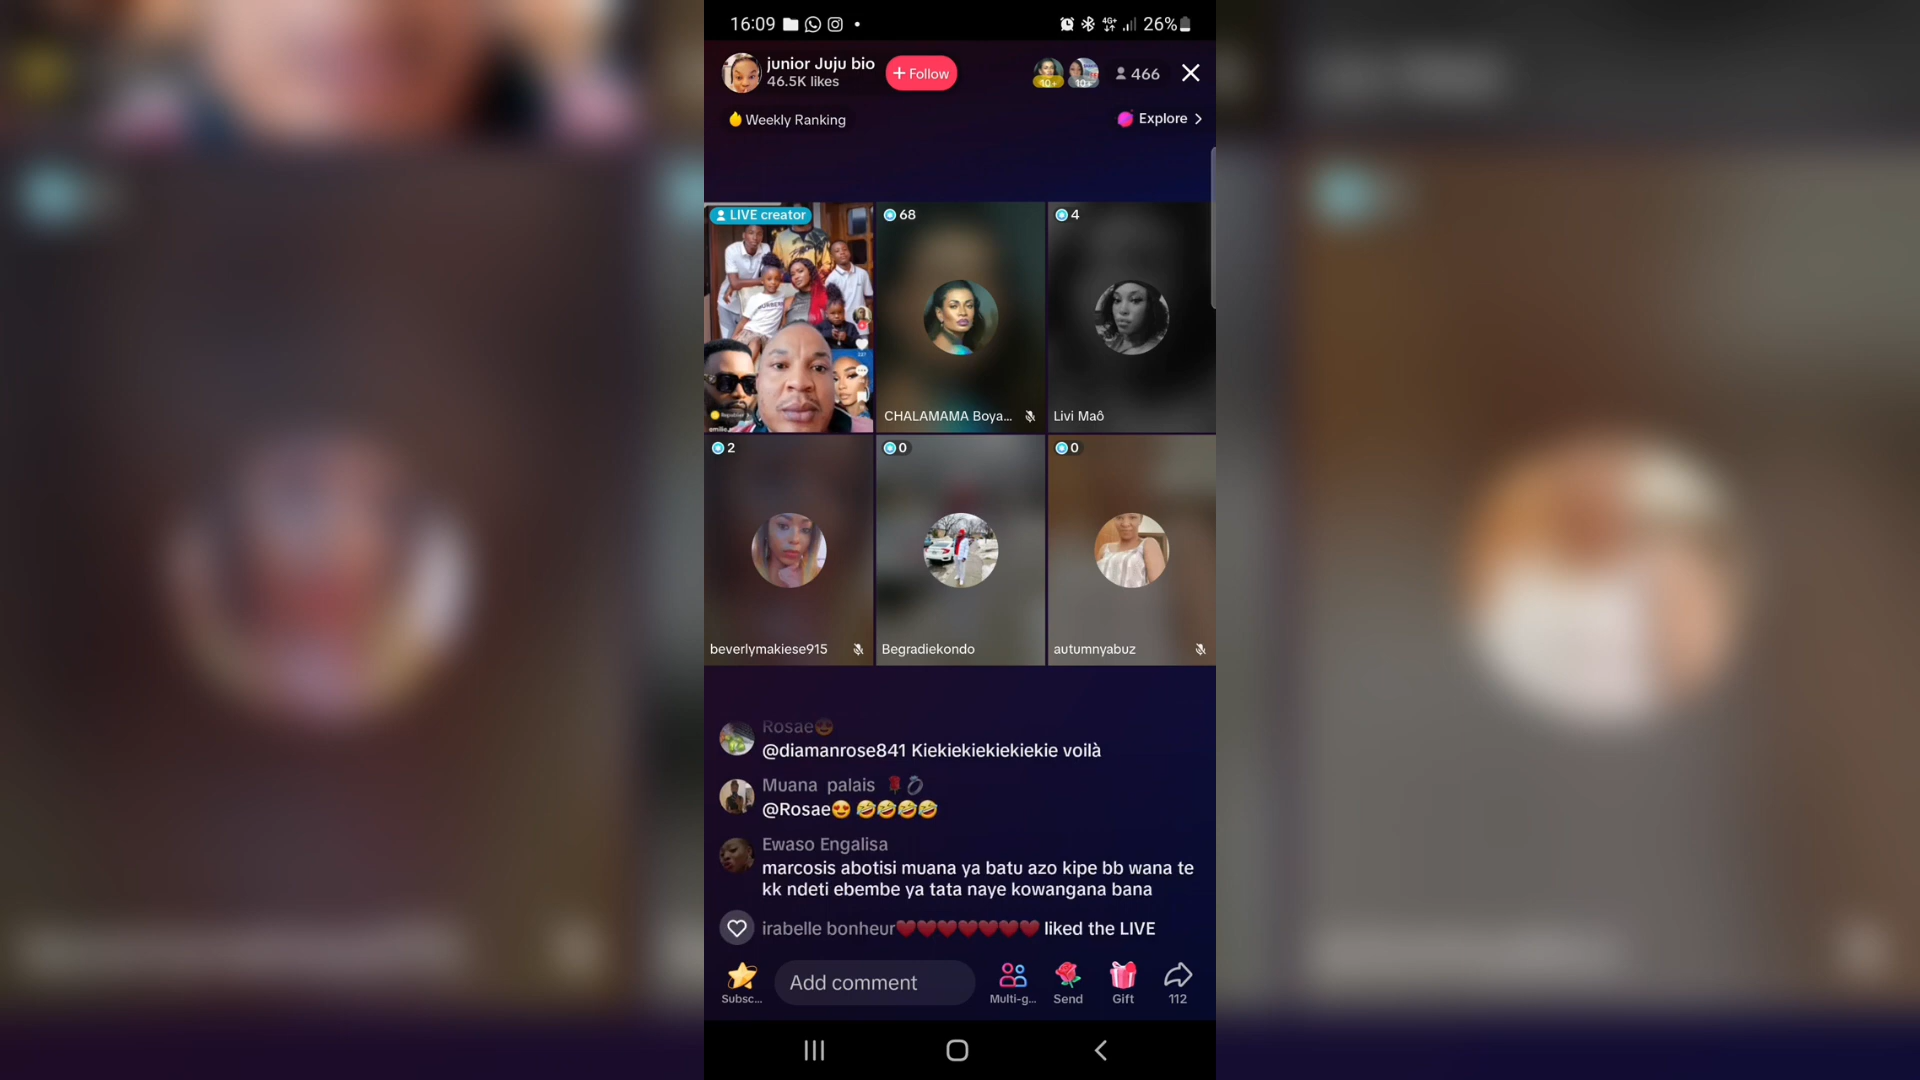 16:09
4G+
26%
junior Juju bio
46.5K likes
+ Follow
10+
10+
466
Weekly Ranking
Explore
LIVE creator
68
4
CHALAMAMA Boya...
Livi Maô
2
0
0
beverlymakiese915
Begradiekondo
autumnyabuz
Rosae😍
@diamanrose841 Kiekiekiekiekiekie voilà
Muana palais 🌹💍
@Rosae😍 🤣🤣🤣🤣
Ewaso Engalisa
marcosis abotisi muana ya batu azo kipe bb wana te
kk ndeti ebembe ya tata naye kowangana bana
irabelle bonheur❤️❤️❤️❤️❤️❤️❤️ liked the LIVE
Add comment
Subsc...
Multi-g...
Send
Gift
112